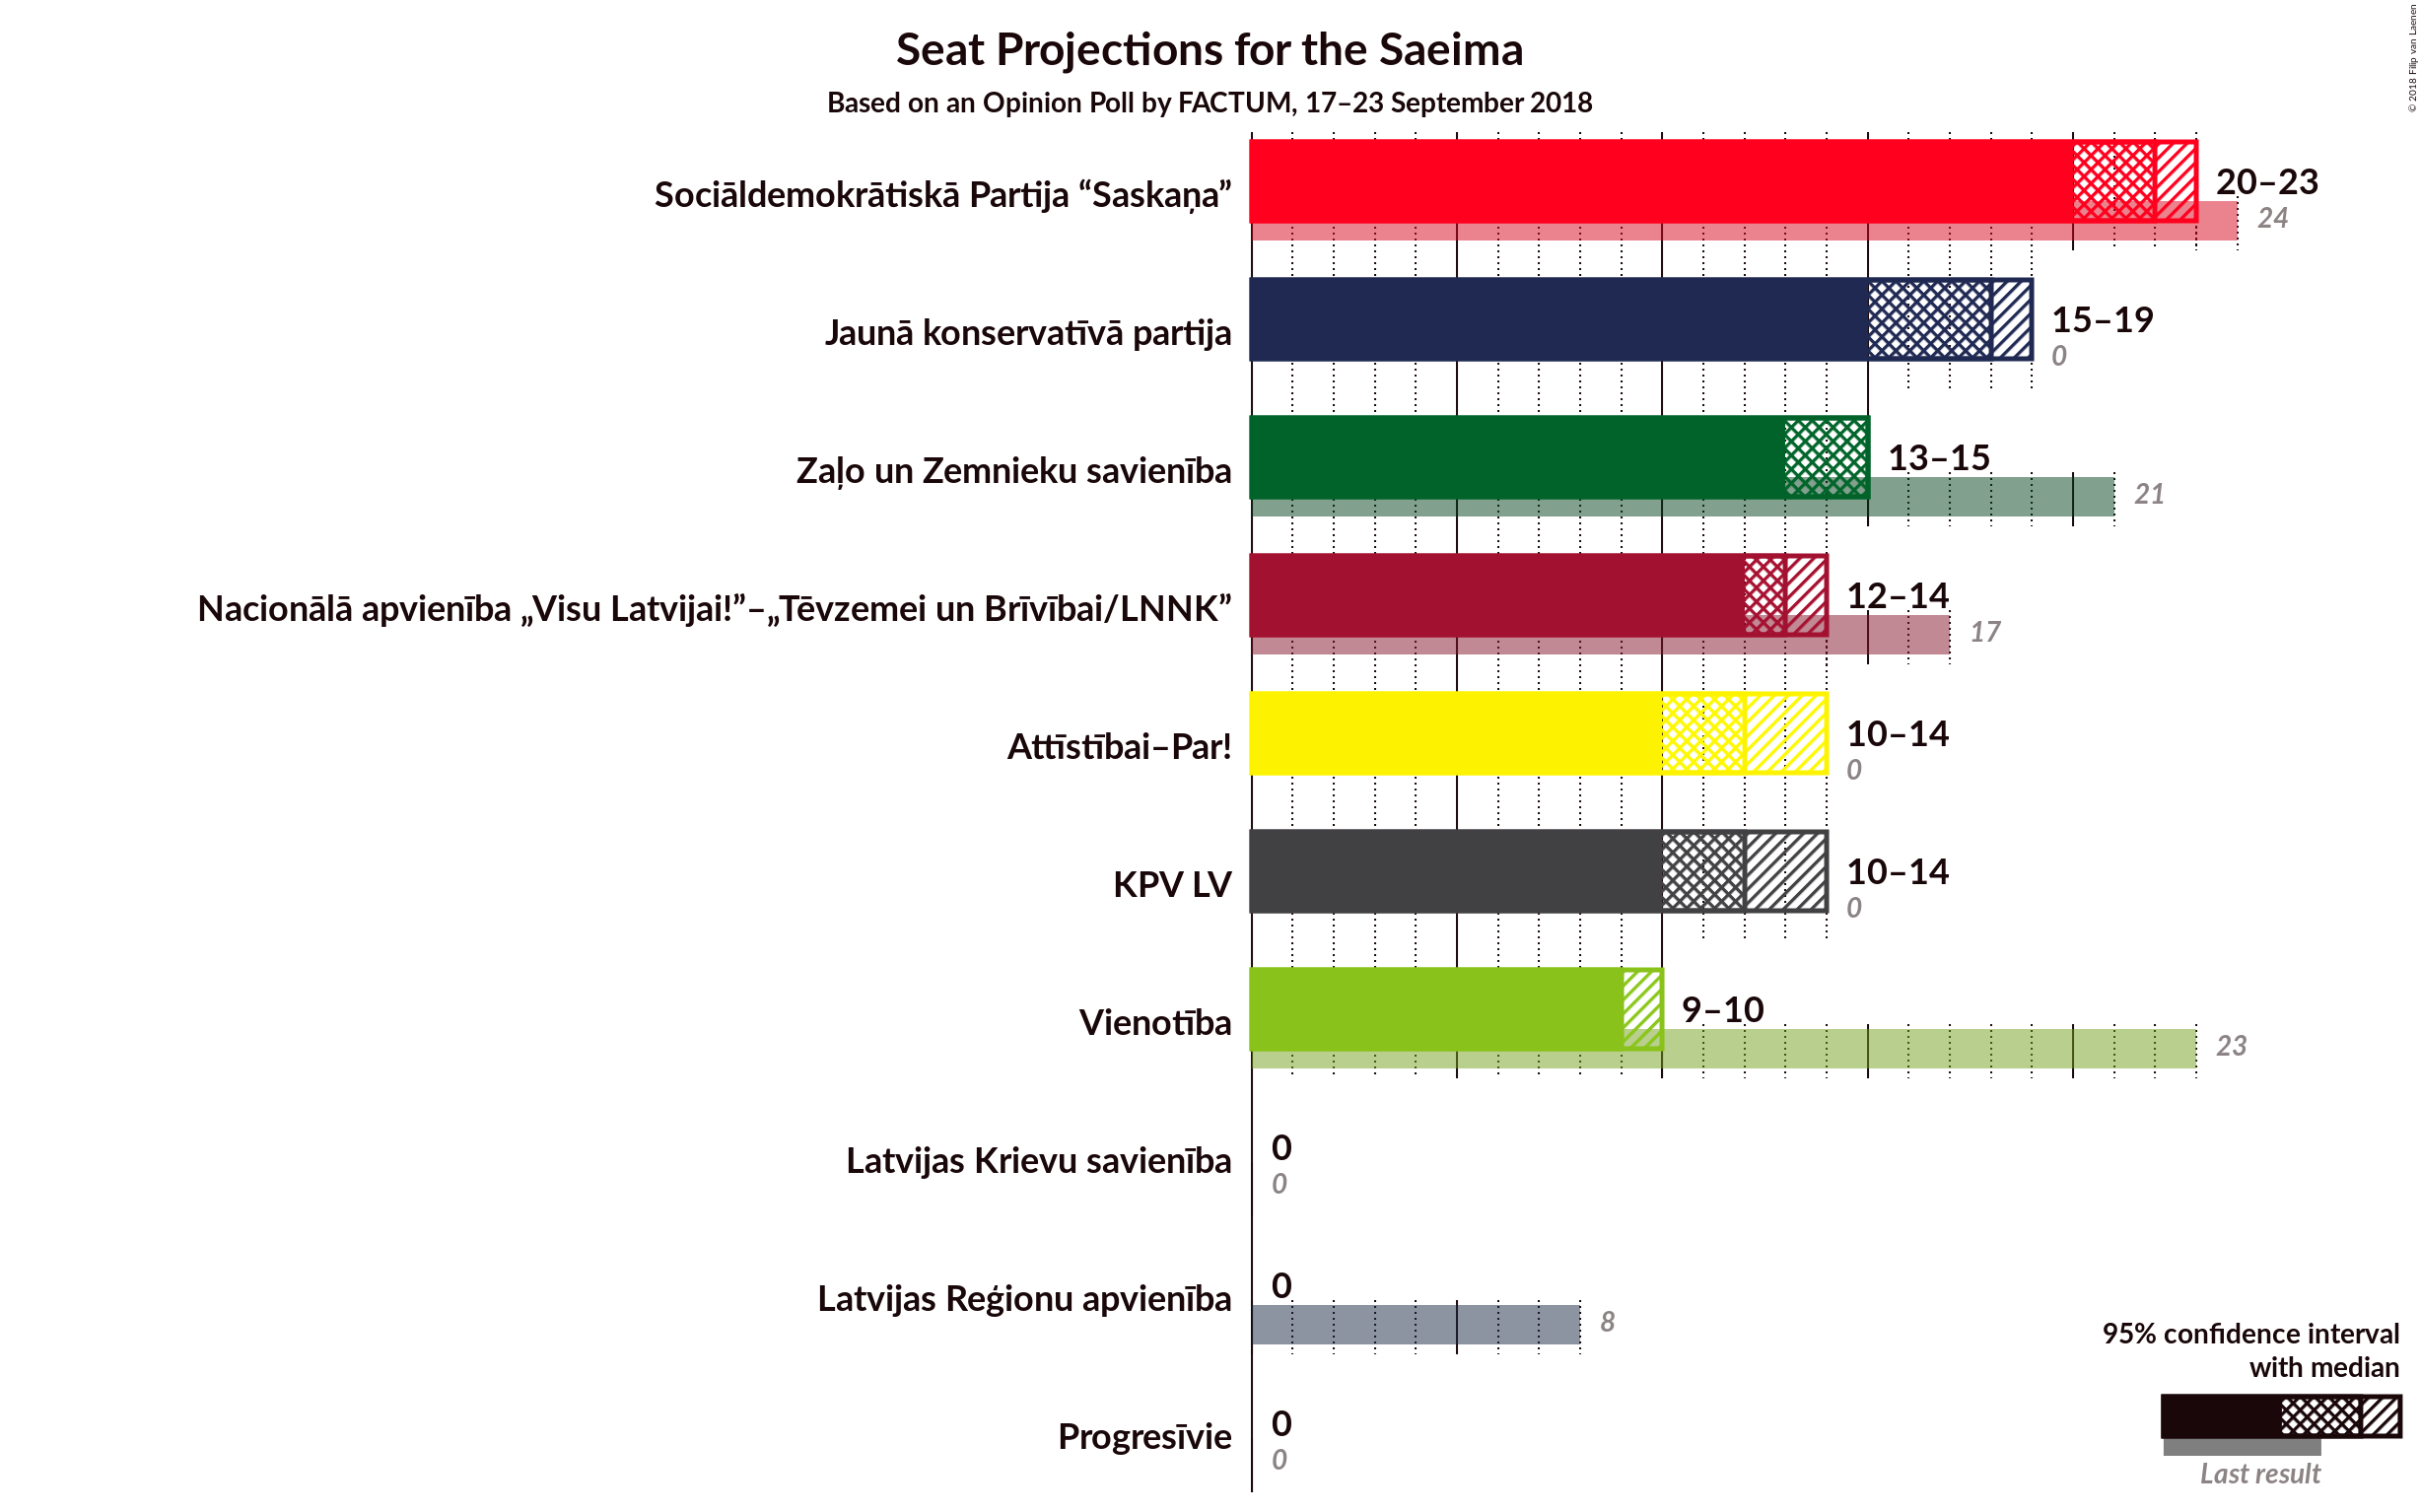 Seat Projections for the Saeima
Based on an Opinion Poll by FACTUM, 17–23 September 2018
© 2018 Filip van Laenen
Sociāldemokrātiskā Partija “Saskaņa”
20–23
24
Jaunā konservatīvā partija
15–19
0
Zaļo un Zemnieku savienība
13–15
21
Nacionālā apvienība „Visu Latvijai!”–„Tēvzemei un Brīvībai/LNNK”
12–14
17
Attīstībai–Par!
10–14
0
KPV LV
10–14
0
Vienotība
9–10
23
Latvijas Krievu savienība
0
0
Latvijas Reģionu apvienība
0
8
Progresīvie
0
0
95% confidence interval
with median
Last result